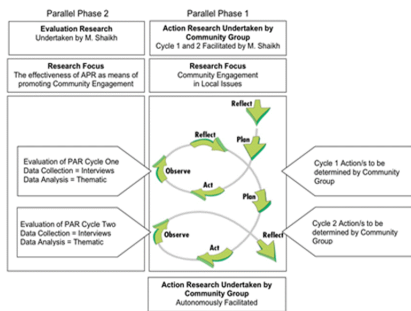 Parallel Phase 2
Parallel Phase 1
Evaluation Research
Undertaken by M. Shaikh
Action Research Undertaken by
Community Group
Cycle 1 and 2 Facilitated by M. Shaikh
Research Focus
The effectiveness of APR as means of
promoting Community Engagement
Research Focus
Community Engagement
in Local Issues
Reflect
Plan
Reflect
Observe
Act
Evaluation of PAR Cycle One
Data Collection = Interviews
Data Analysis = Thematic
Cycle 1 Action/s to be
determined by Community
Group
Plan
Evaluation of PAR Cycle Two
Data Collection = Interviews
Data Analysis = Thematic
Observe
Act
Reflect
Cycle 2 Action/s to be
determined by Community
Group
Action Research Undertaken by
Community Group
Autonomously Facilitated